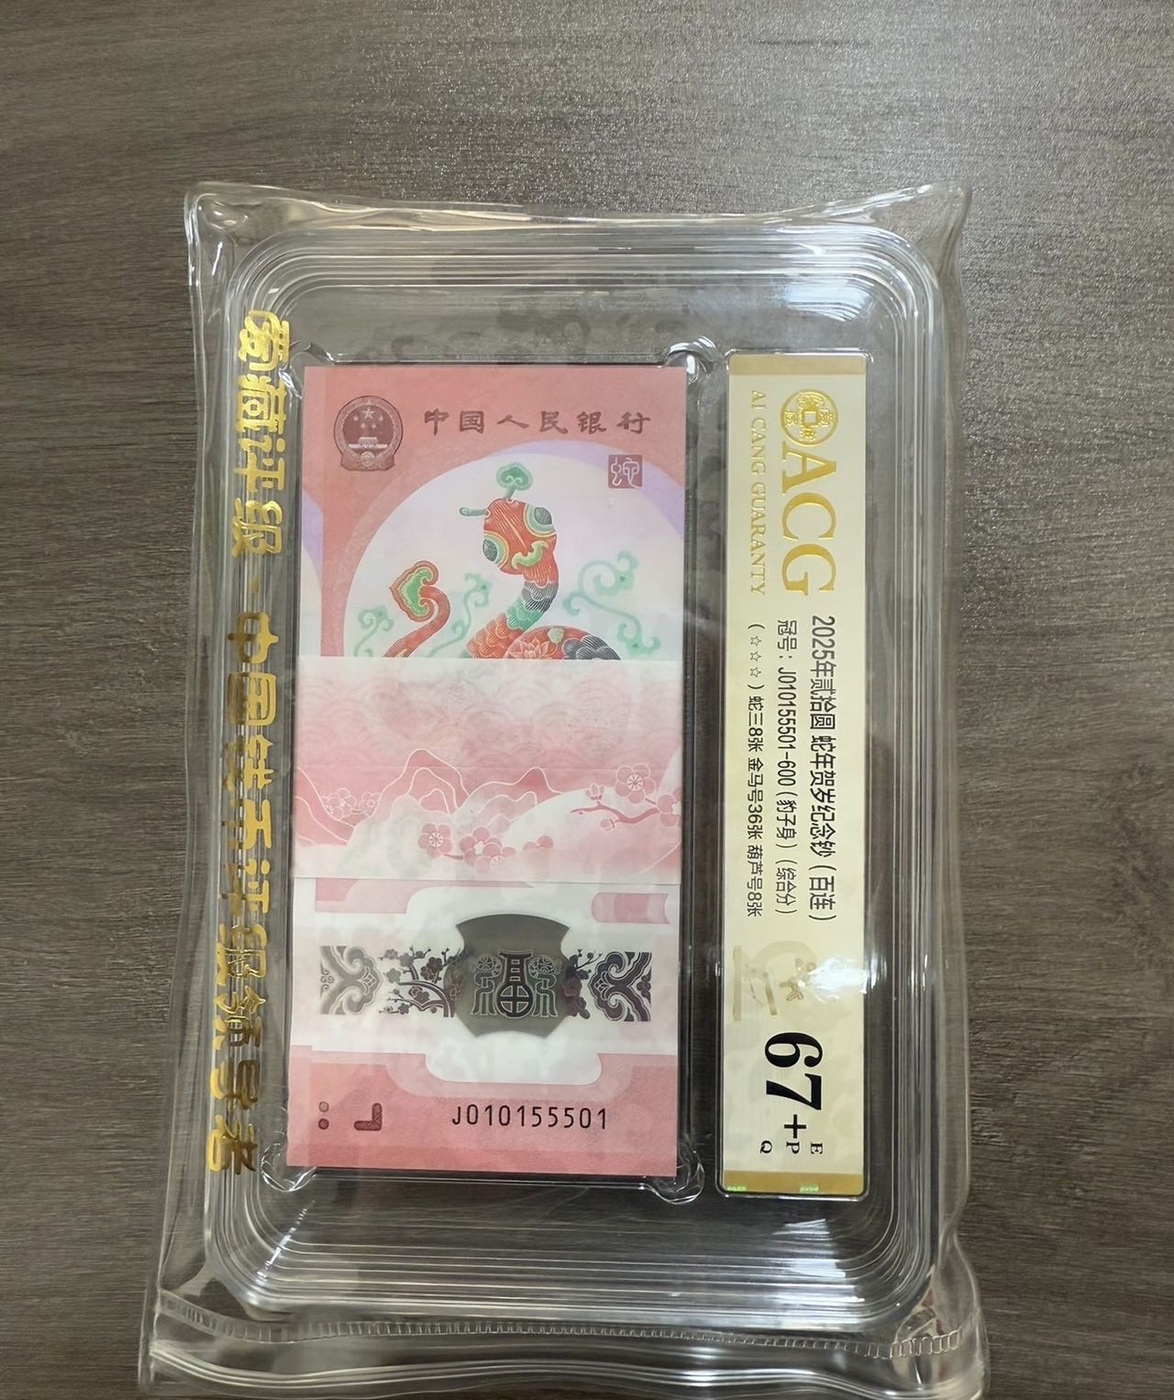 中国人民银行
J010155501
ACG
AI CANG GUARANTY
2025年贰拾圆 蛇年贺岁纪念钞(百连)
冠号:J010155501-600(豹子身)(综合分)
(☆☆☆)蛇三8张 金马号36张 葫芦号8张
67+
E
P
Q
爱藏评级·中国钱币评级领导者